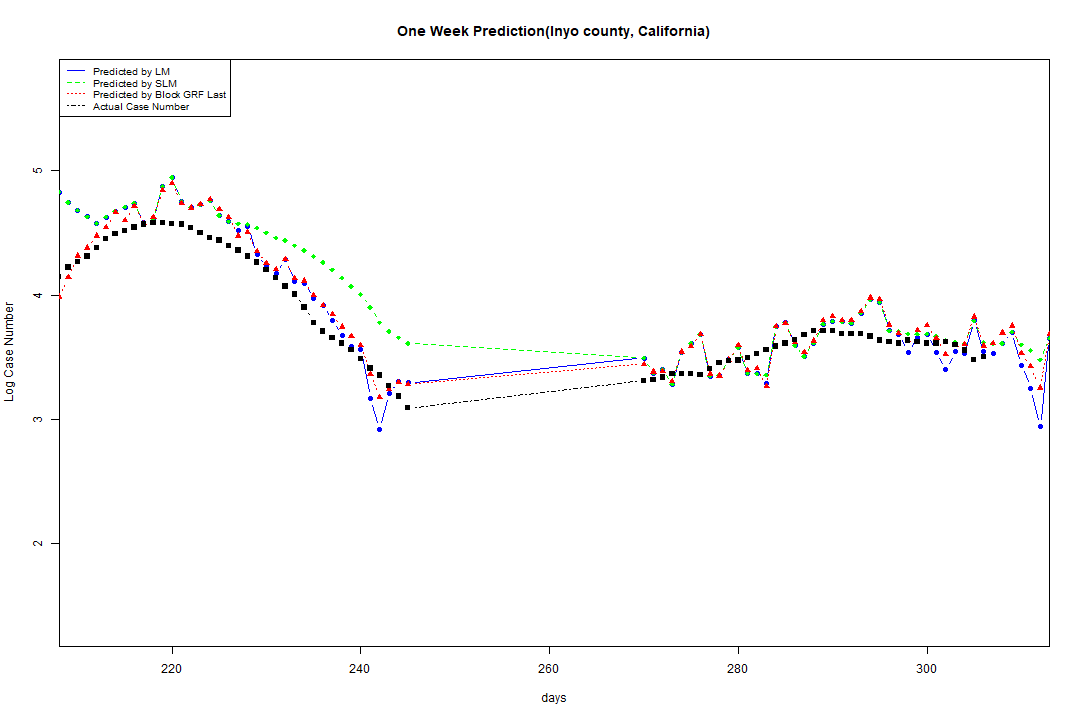 One Week Prediction(Inyo county, California)
Predicted by LM
Predicted by SLM
Predicted by Block GRF Last
Actual Case Number
5
4
3
2
Log Case Number
220 240 260 280 300
days